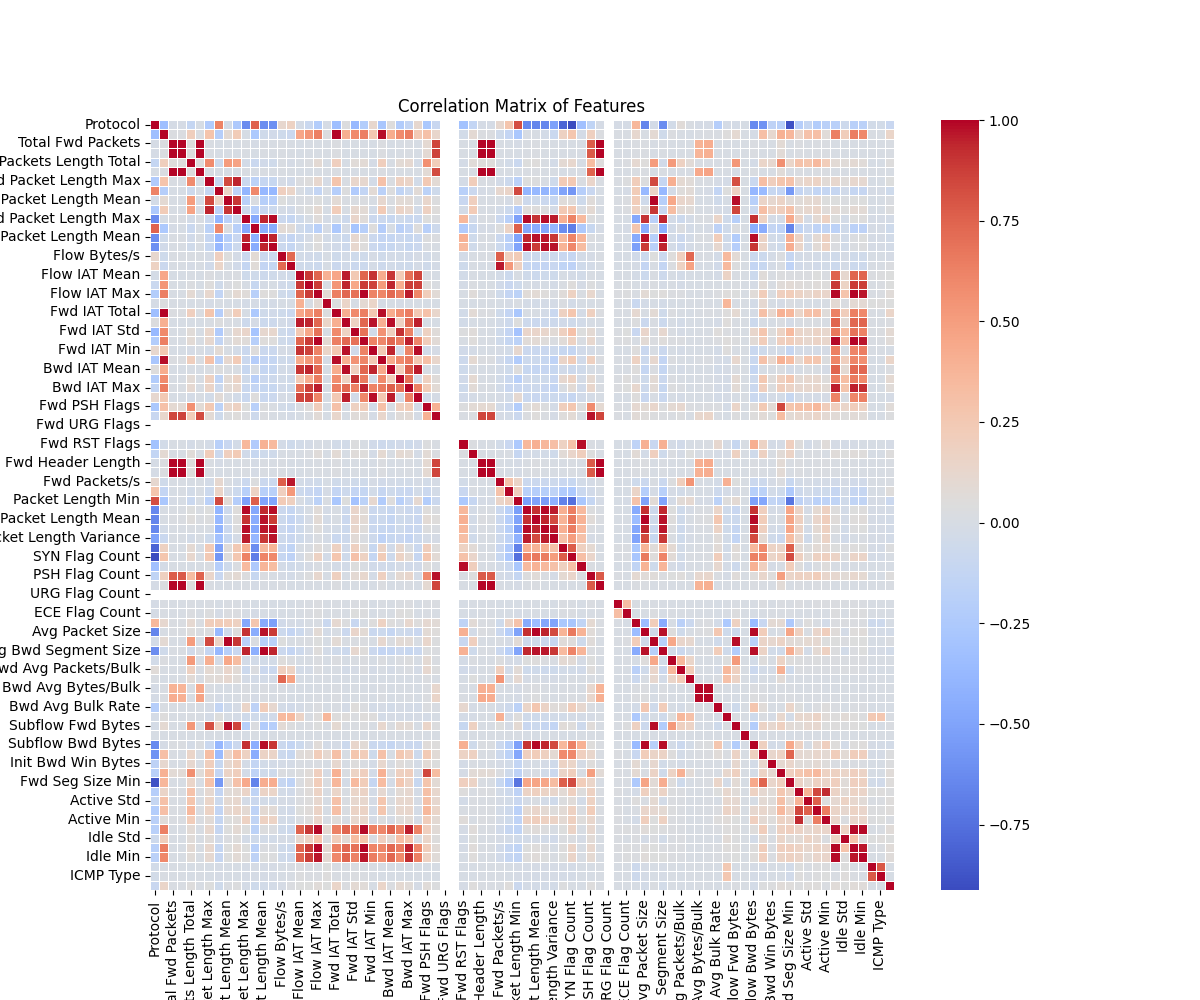 Correlation Matrix of Features
Protocol
Total Fwd Packets
Packets Length Total
d Packet Length Max
Packet Length Mean
d Packet Length Max
Packet Length Mean
Flow Bytes/s
Flow IAT Mean
Flow IAT Max
Fwd IAT Total
Fwd IAT Std
Fwd IAT Min
Bwd IAT Mean
Bwd IAT Max
Fwd PSH Flags
Fwd URG Flags
Fwd RST Flags
Fwd Header Length
Fwd Packets/s
Packet Length Min
Packet Length Mean
cket Length Variance
SYN Flag Count
PSH Flag Count
URG Flag Count
ECE Flag Count
Avg Packet Size
g Bwd Segment Size
wd Avg Packets/Bulk
Bwd Avg Bytes/Bulk
Bwd Avg Bulk Rate
Subflow Fwd Bytes
Subflow Bwd Bytes
Init Bwd Win Bytes
Fwd Seg Size Min
Active Std
Active Min
Idle Std
Idle Min
ICMP Type
Protocol
al Fwd Packets
ts Length Total
et Length Max
t Length Mean
et Length Max
t Length Mean
Flow Bytes/s
Flow IAT Mean
Flow IAT Max
Fwd IAT Total
Fwd IAT Std
Fwd IAT Min
Bwd IAT Mean
Bwd IAT Max
Fwd PSH Flags
wd URG Flags
Fwd RST Flags
Header Length
Fwd Packets/s
ket Length Min
t Length Mean
ength Variance
YN Flag Count
SH Flag Count
RG Flag Count
ECE Flag Count
vg Packet Size
Segment Size
g Packets/Bulk
vg Bytes/Bulk
Avg Bulk Rate
low Fwd Bytes
low Bwd Bytes
Bwd Win Bytes
d Seg Size Min
Active Std
Active Min
Idle Std
Idle Min
ICMP Type
1.00
0.75
0.50
0.25
0.00
−0.25
−0.50
−0.75